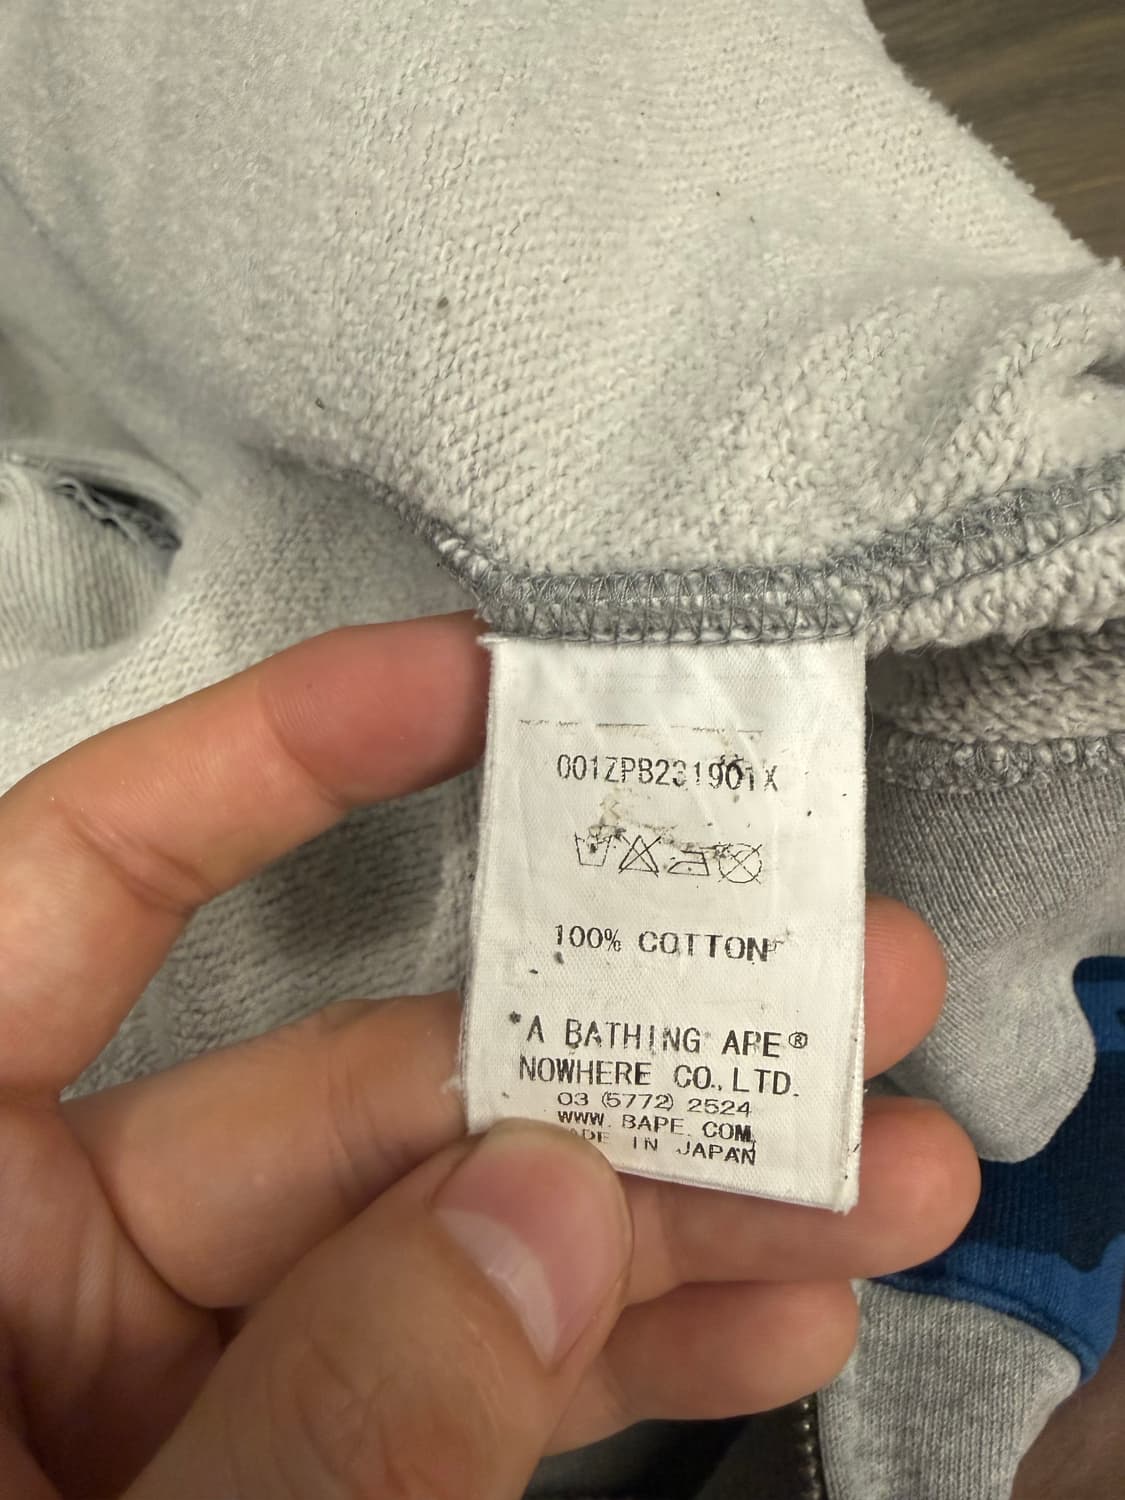 001ZPB231901X
100% COTTON
"A BATHING APE®
NOWHERE CO., LTD.
03 (5772) 2524
WWW. BAPE. COM.
IN JAPAN